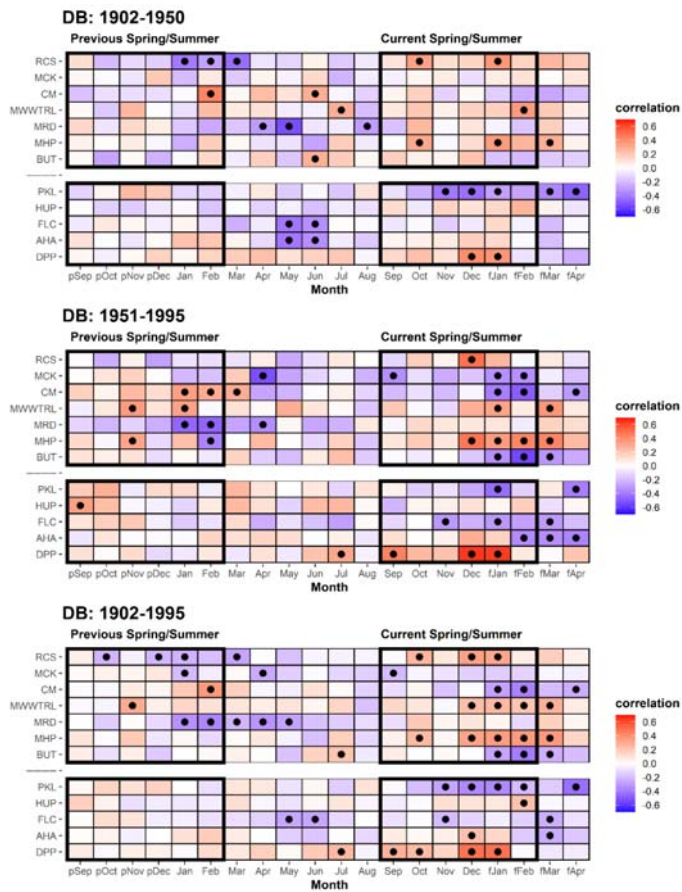 DB: 1902-1950
Previous Spring/Summer Current Spring/Summer
RCS
MCK
CM
MWWTRL
MRD
MHP
BUT
PKL
HUP
FLC
AHA
DPP
pSep pOct pNov pDec Jan Feb Mar Apr May Jun Jul Aug Sep Oct Nov Dec fJan fFeb fMar fApr
Month
correlation
0.6
0.4
0.2
0.0
-0.2
-0.4
-0.6
DB: 1951-1995
Previous Spring/Summer Current Spring/Summer
RCS
MCK
CM
MWWTRL
MRD
MHP
BUT
PKL
HUP
FLC
AHA
DPP
pSep pOct pNov pDec Jan Feb Mar Apr May Jun Jul Aug Sep Oct Nov Dec fJan fFeb fMar fApr
Month
correlation
0.6
0.4
0.2
0.0
-0.2
-0.4
-0.6
DB: 1902-1995
Previous Spring/Summer Current Spring/Summer
RCS
MCK
CM
MWWTRL
MRD
MHP
BUT
PKL
HUP
FLC
AHA
DPP
pSep pOct pNov pDec Jan Feb Mar Apr May Jun Jul Aug Sep Oct Nov Dec fJan fFeb fMar fApr
Month
correlation
0.6
0.4
0.2
0.0
-0.2
-0.4
-0.6